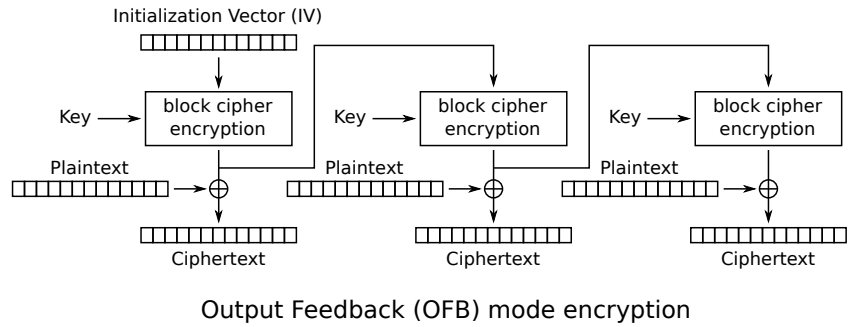 Initialization Vector (IV)
Key
block cipher
encryption
Key
block cipher
encryption
Key
block cipher
encryption
Plaintext
Plaintext
Plaintext
Ciphertext
Ciphertext
Ciphertext
Output Feedback (OFB) mode encryption